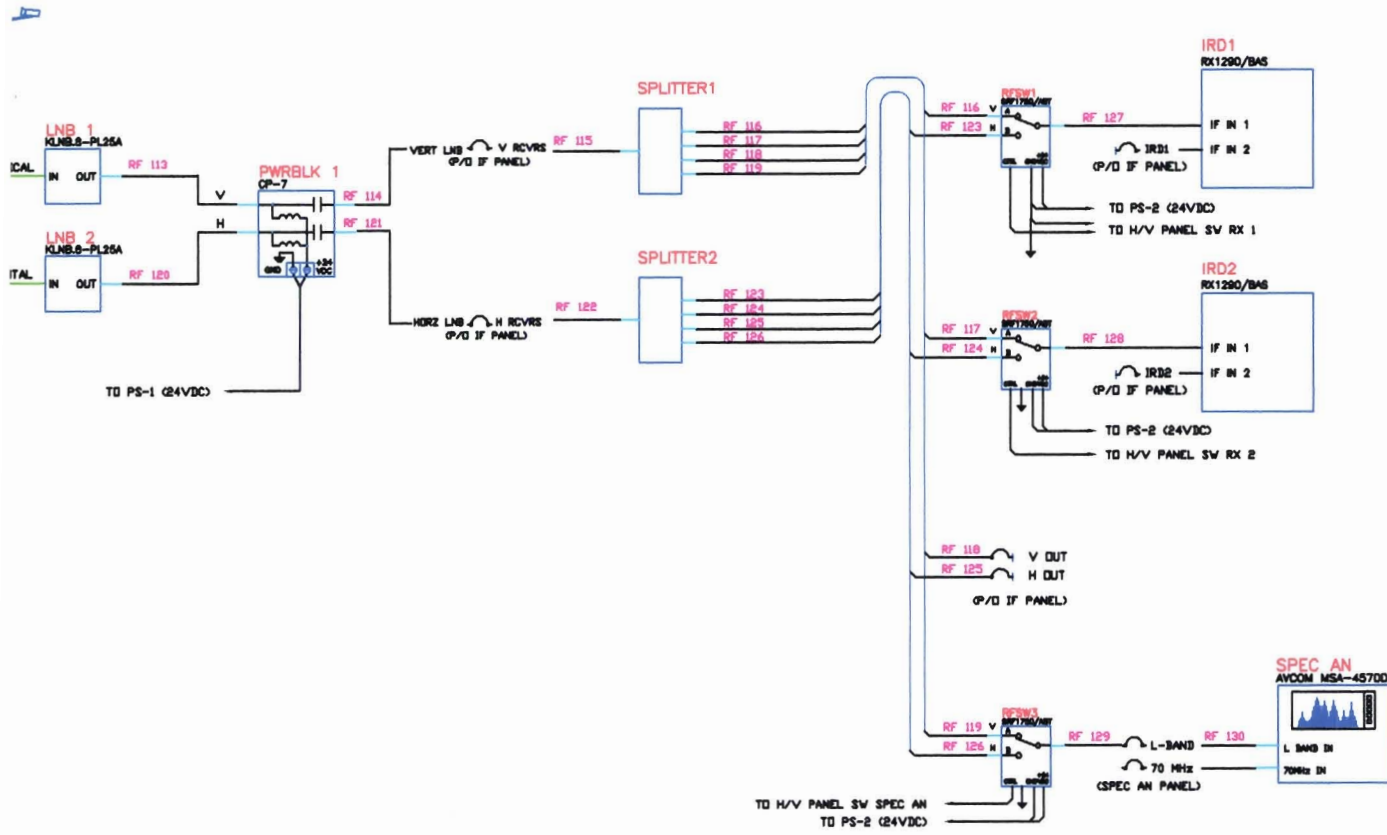 LNB 1
KLNB.8-PL25A
ICAL
IN
OUT
RF 113
LNB 2
KLNB.8-PL25A
ITAL
IN
OUT
RF 120
V
H
PWRBLK 1
CP-7
GND
+24
VDC
RF 114
RF 121
TO PS-1 (24VDC)
VERT LNB
V RCVRS
(P/O IF PANEL)
RF 115
HORZ LNB
H RCVRS
(P/O IF PANEL)
RF 122
SPLITTER1
RF 116
RF 117
RF 118
RF 119
SPLITTER2
RF 123
RF 124
RF 125
RF 126
RF 116 V
RF 123 H
RFSW1
A
B
CTRL
RF 127
IRD1
(P/O IF PANEL)
TO PS-2 (24VDC)
TO H/V PANEL SW RX 1
IRD1
RX1290/BAS
IF IN 1
IF IN 2
RF 117 V
RF 124 H
RFSW2
A
B
CTRL
RF 128
IRD2
(P/O IF PANEL)
TO PS-2 (24VDC)
TO H/V PANEL SW RX 2
IRD2
RX1290/BAS
IF IN 1
IF IN 2
RF 118
V OUT
RF 125
H OUT
(P/O IF PANEL)
RF 119 V
RF 126 H
RFSW3
A
B
CTRL
RF 129
L-BAND
RF 130
70 MHz
(SPEC AN PANEL)
TO H/V PANEL SW SPEC AN
TO PS-2 (24VDC)
SPEC AN
AVCOM MSA-4570D
L BAND IN
70MHz IN